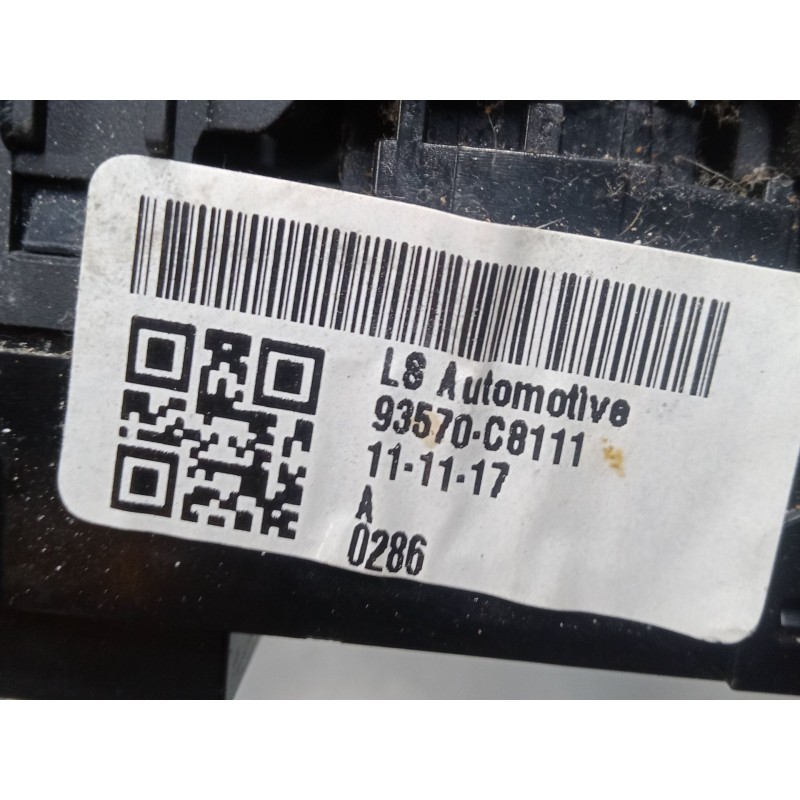 LS Automotive
93570-C8111
11-11-17
A
0286